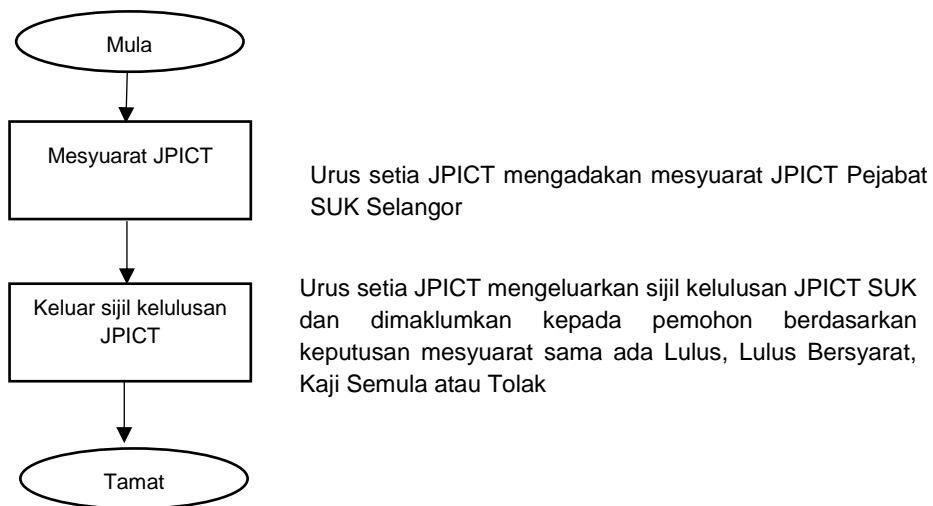 Mula
Mesyuarat JPICT
Urus setia JPICT mengadakan mesyuarat JPICT Pejabat
SUK Selangor
Keluar sijil kelulusan
JPICT
Urus setia JPICT mengeluarkan sijil kelulusan JPICT SUK
dan dimaklumkan kepada pemohon berdasarkan
keputusan mesyuarat sama ada Lulus, Lulus Bersyarat,
Kaji Semula atau Tolak
Tamat